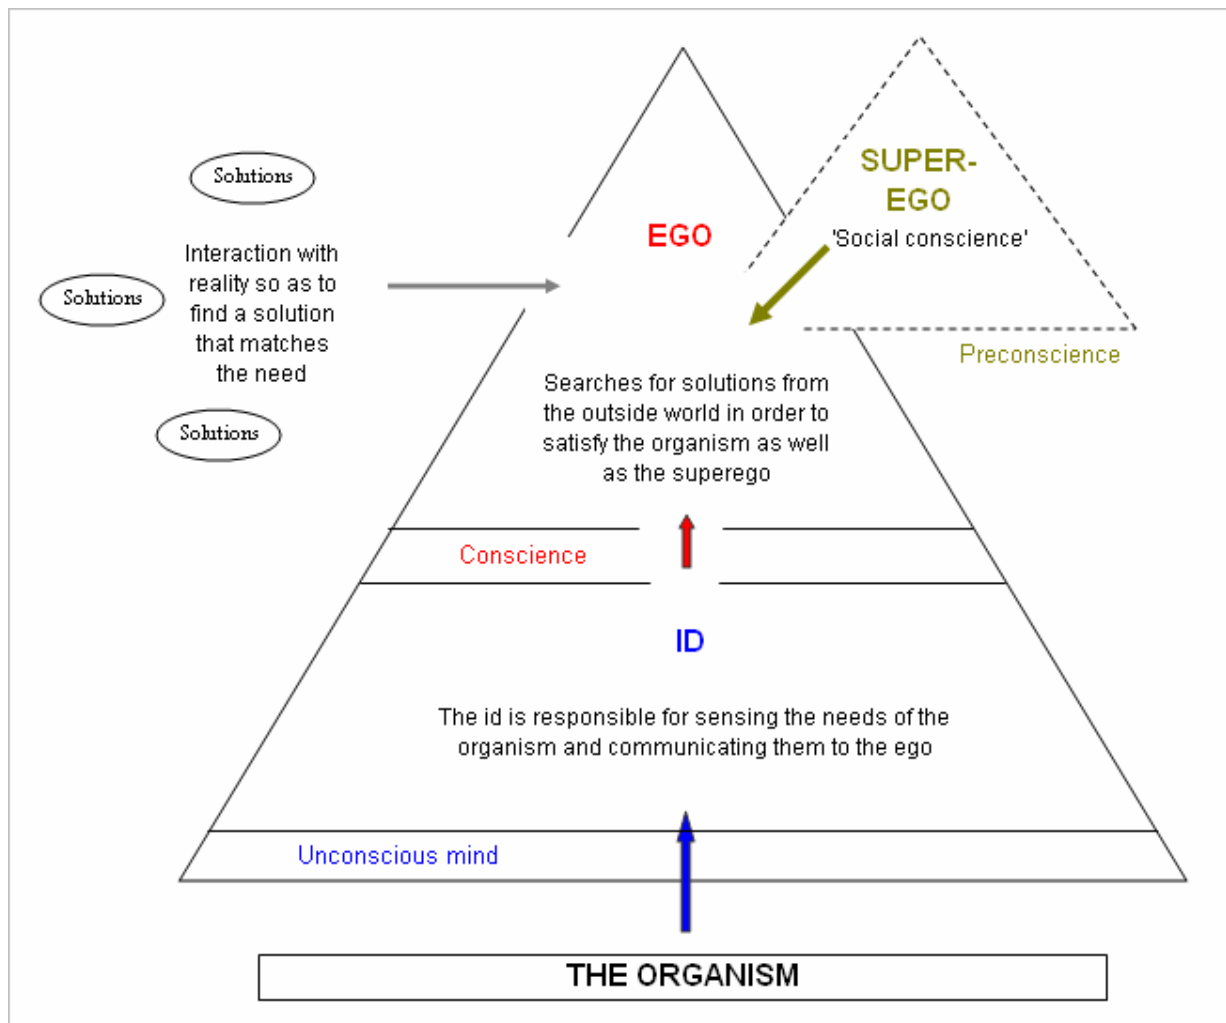 Solutions
Interaction with
reality so as to
find a solution
that matches
the need
Solutions
Solutions
EGO
SUPER-
EGO
'Social conscience'
Preconscience
Searches for solutions from
the outside world in order to
satisfy the organism as well
as the superego
Conscience
ID
The id is responsible for sensing the needs of the
organism and communicating them to the ego
Unconscious mind
THE ORGANISM